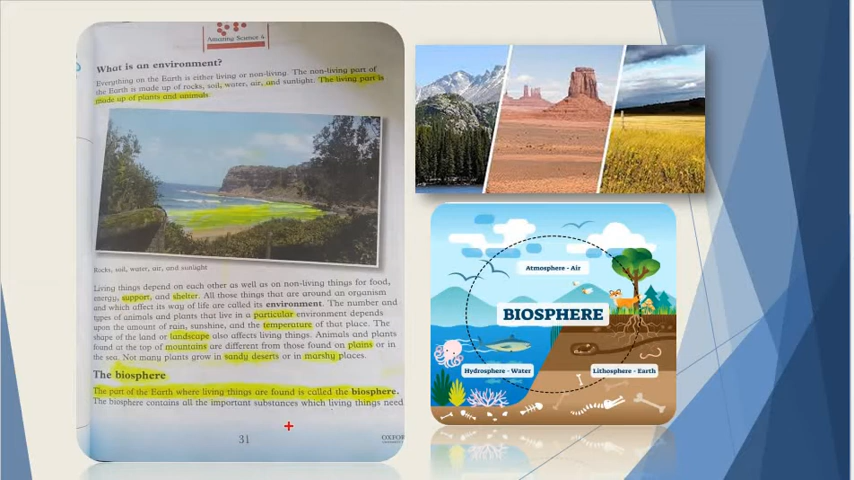 Amazing Science 4
What is an environment?
Everything on the Earth is either living or non-living. The non-living part of
the Earth is made up of rocks, soil, water, air, and sunlight. The living part is
made up of plants and animals.
Rocks, soil, water, air, and sunlight
Living things depend on each other as well as on non-living things for food,
energy, support, and shelter. All those things that are around an organism
and which affect its way of life are called its environment. The number and
types of animals and plants that live in a particular environment depends
upon the amount of rain, sunshine, and the temperature of that place. The
shape of the land or landscape also affects living things. Animals and plants
found at the top of mountains are different from those found on plains or in
the sea. Not many plants grow in sandy deserts or in marshy places.
The biosphere
The part of the Earth where living things are found is called the biosphere.
The biosphere contains all the important substances which living things need
31
OXFOR
Atmosphere - Air
BIOSPHERE
Hydrosphere - Water
Lithosphere - Earth